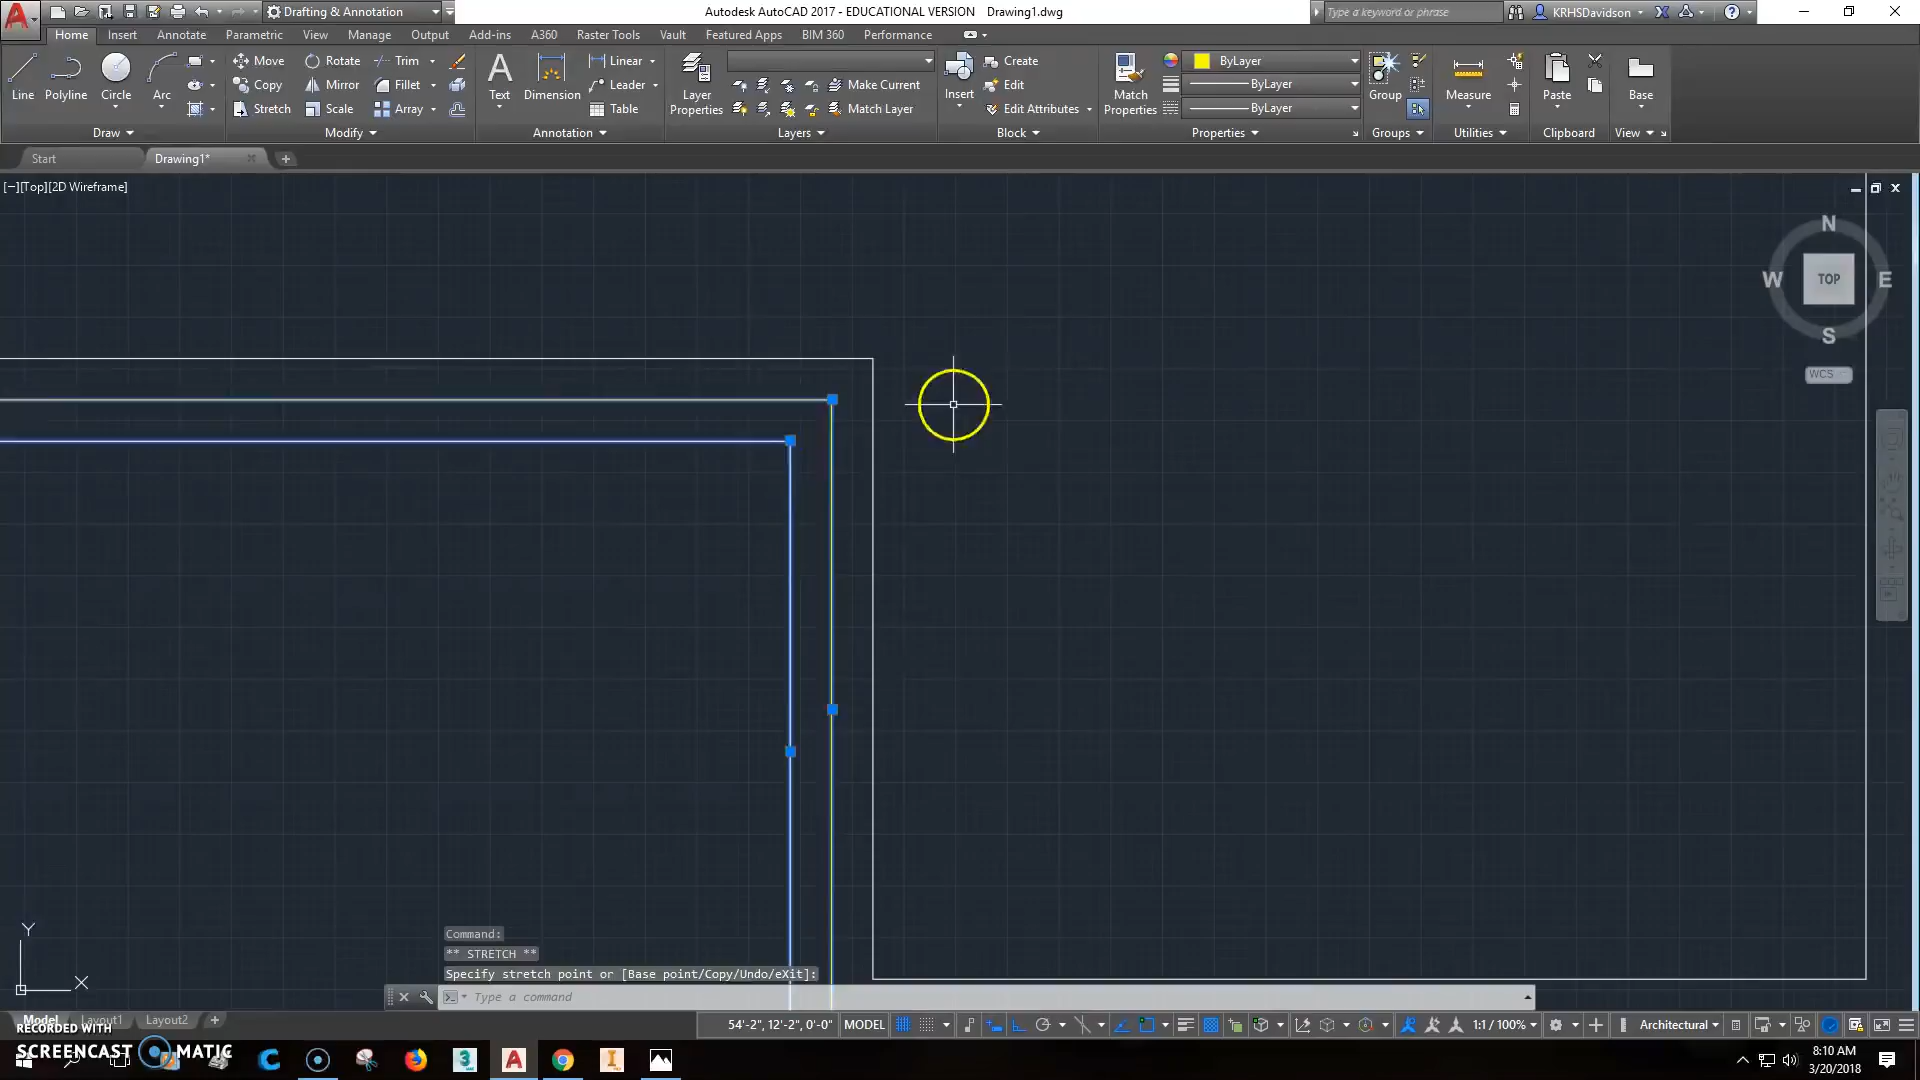 Drafting & Annotation
Autodesk AutoCAD 2017 - EDUCATIONAL VERSION Drawing1.dwg
Type a keyword or phrase
KRHSDavidson
Home Insert Annotate Parametric View Manage Output Add-ins A360 Raster Tools Vault Featured Apps BIM 360 Performance
Line Polyline Circle Arc
Move Rotate Trim
Copy Mirror Fillet
Stretch Scale Array
Text Dimension
Linear
Leader
Table
Layer Properties
Make Current
Match Layer
Insert
Create
Edit
Edit Attributes
Match Properties
ByLayer
ByLayer
ByLayer
Group
Measure
Paste
Base
Draw Modify Annotation Layers Block Properties Groups Utilities Clipboard View
Start Drawing1*
[−][Top][2D Wireframe]
N
W TOP E
S
WCS
Y
X
Command:
** STRETCH **
Specify stretch point or [Base point/Copy/Undo/eXit]:
Type a command
Model Layout1 Layout2
54'-2", 12'-2", 0'-0" MODEL 1:1 / 100% Architectural
RECORDED WITH
SCREENCAST MATIC
8:10 AM
3/20/2018